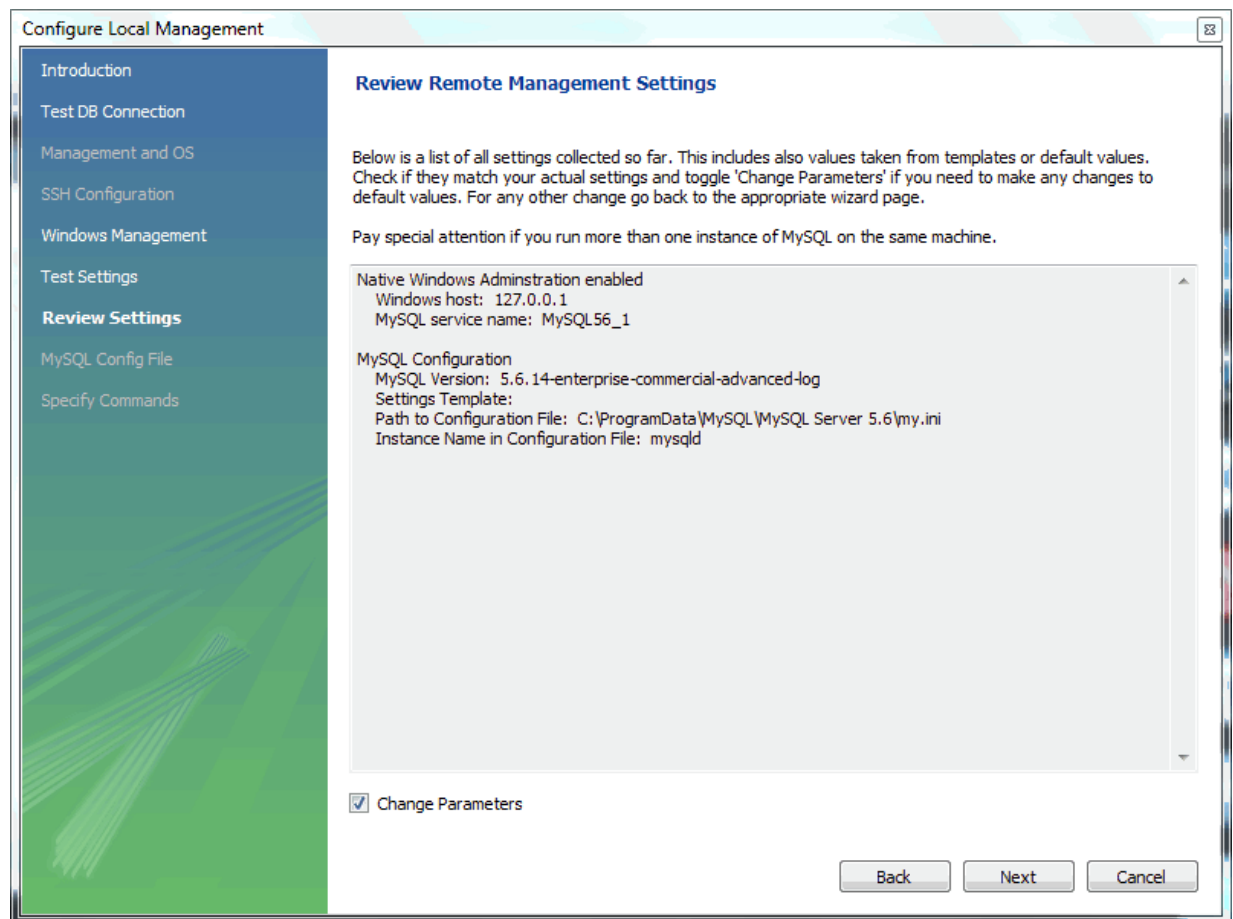 Configure Local Management
Introduction
Test DB Connection
Management and OS
SSH Configuration
Windows Management
Test Settings
Review Settings
MySQL Config File
Specify Commands
Review Remote Management Settings
Below is a list of all settings collected so far. This includes also values taken from templates or default values.
Check if they match your actual settings and toggle 'Change Parameters' if you need to make any changes to
default values. For any other change go back to the appropriate wizard page.
Pay special attention if you run more than one instance of MySQL on the same machine.
Native Windows Adminstration enabled
Windows host: 127.0.0.1
MySQL service name: MySQL56_1
MySQL Configuration
MySQL Version: 5.6.14-enterprise-commercial-advanced-log
Settings Template:
Path to Configuration File: C:\ProgramData\MySQL\MySQL Server 5.6\my.ini
Instance Name in Configuration File: mysqld
Change Parameters
Back Next Cancel